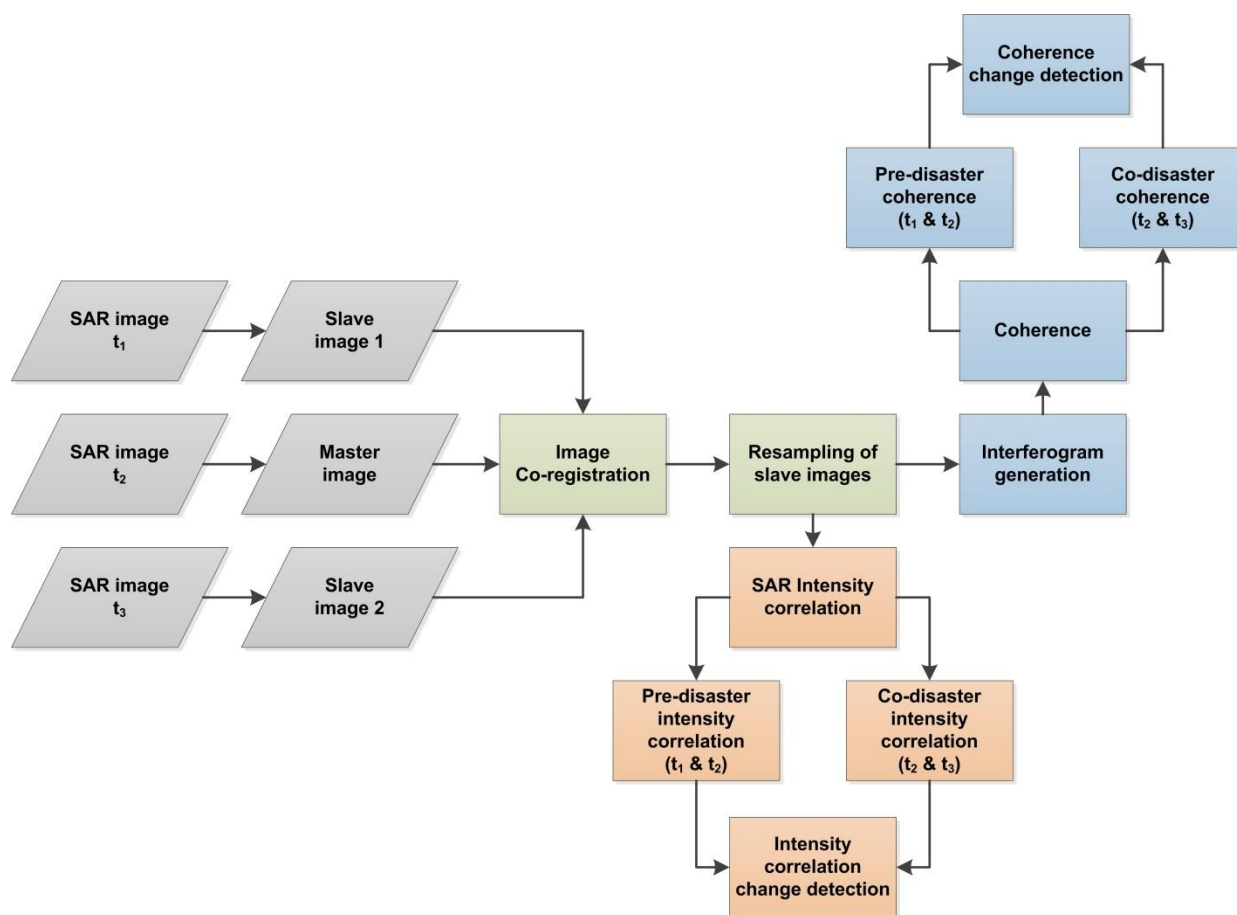 Coherence
change detection
Pre-disaster
coherence
(t₁ & t₂)
Co-disaster
coherence
(t₂ & t₃)
SAR image
t₁
Slave
image 1
Coherence
SAR image
t₂
Master
image
Image
Co-registration
Resampling of
slave images
Interferogram
generation
SAR image
t₃
Slave
image 2
SAR Intensity
correlation
Pre-disaster
intensity
correlation
(t₁ & t₂)
Co-disaster
intensity
correlation
(t₂ & t₃)
Intensity
correlation
change detection